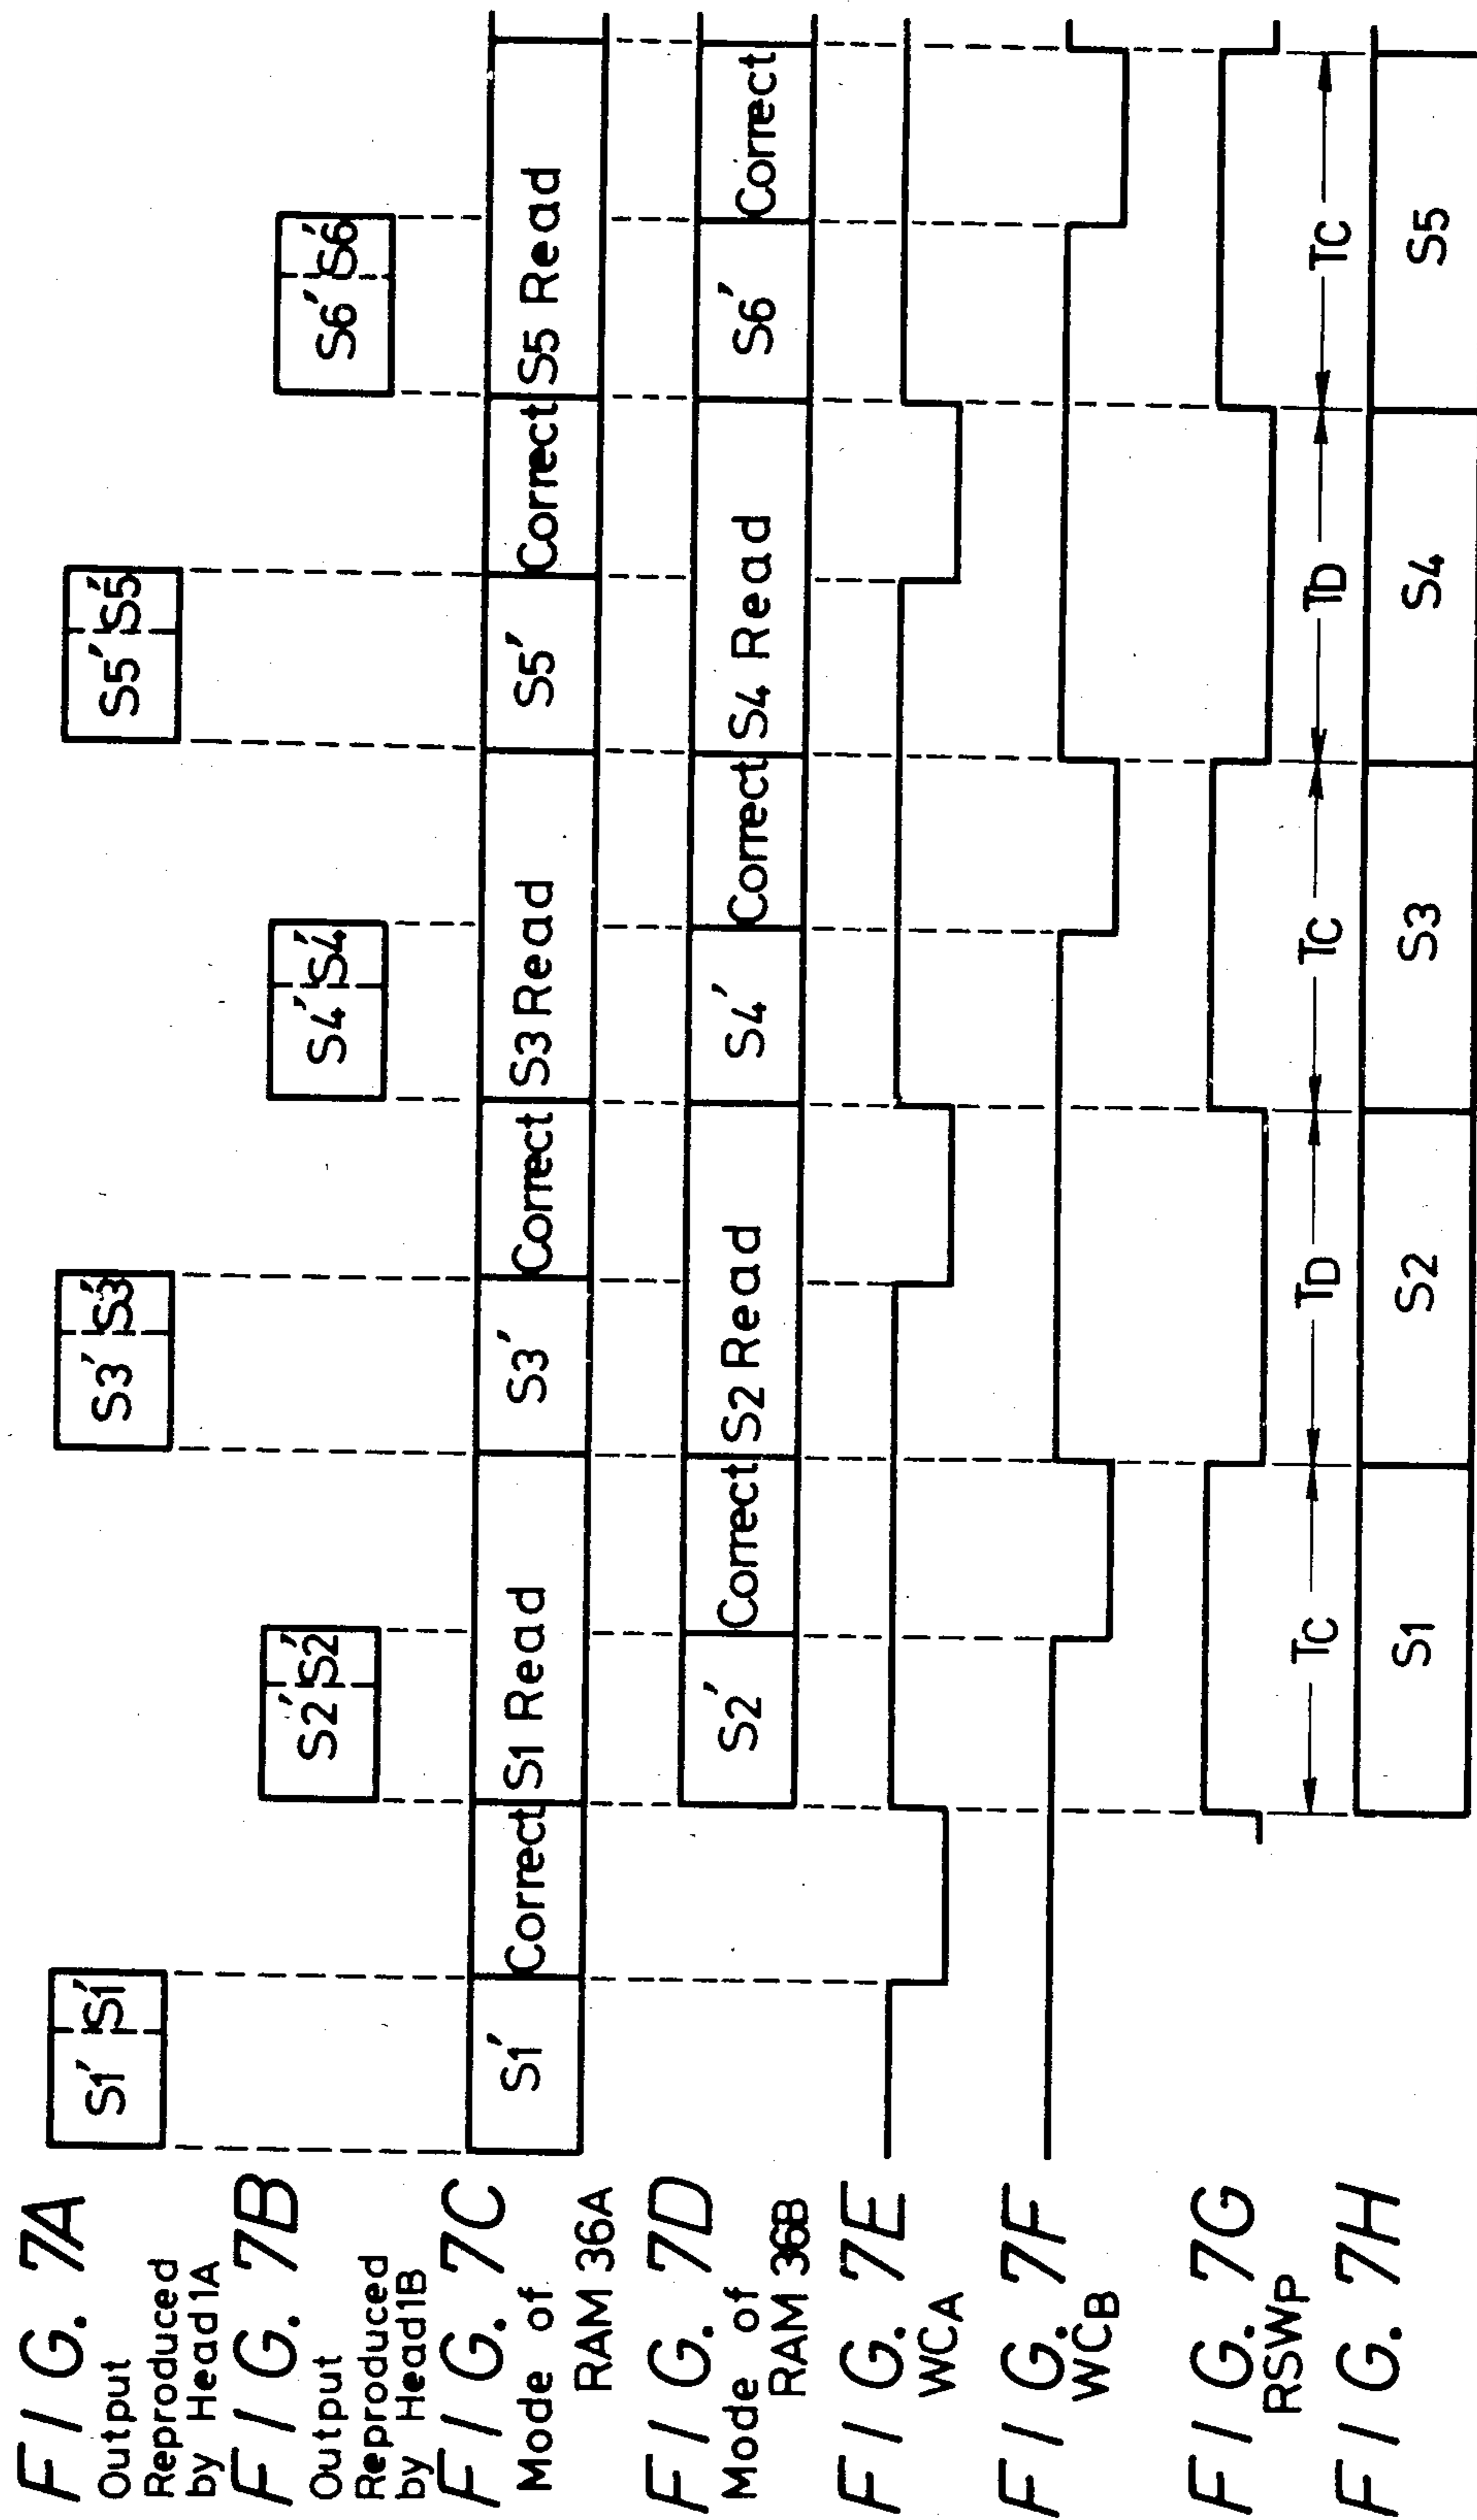 FIG. 7A
Output
Reproduced
by Head1A
S1' S1'
S3' S3'
S5' S5'
FIG. 7B
Output
Reproduced
by Head1B
S2' S2'
S4' S4'
S6' S6'
FIG. 7C
Mode of
RAM 36A
S1' Correct S1 Read S3' Correct S3 Read S5' Correct S5 Read
FIG. 7D
Mode of
RAM 36B
S2' Correct S2 Read S4' Correct S4 Read S6' Correct
FIG. 7E
WCA
FIG. 7F
WCB
FIG. 7G
RSWP
TC TD TC TD TC
FIG. 7H
S1 S2 S3 S4 S5